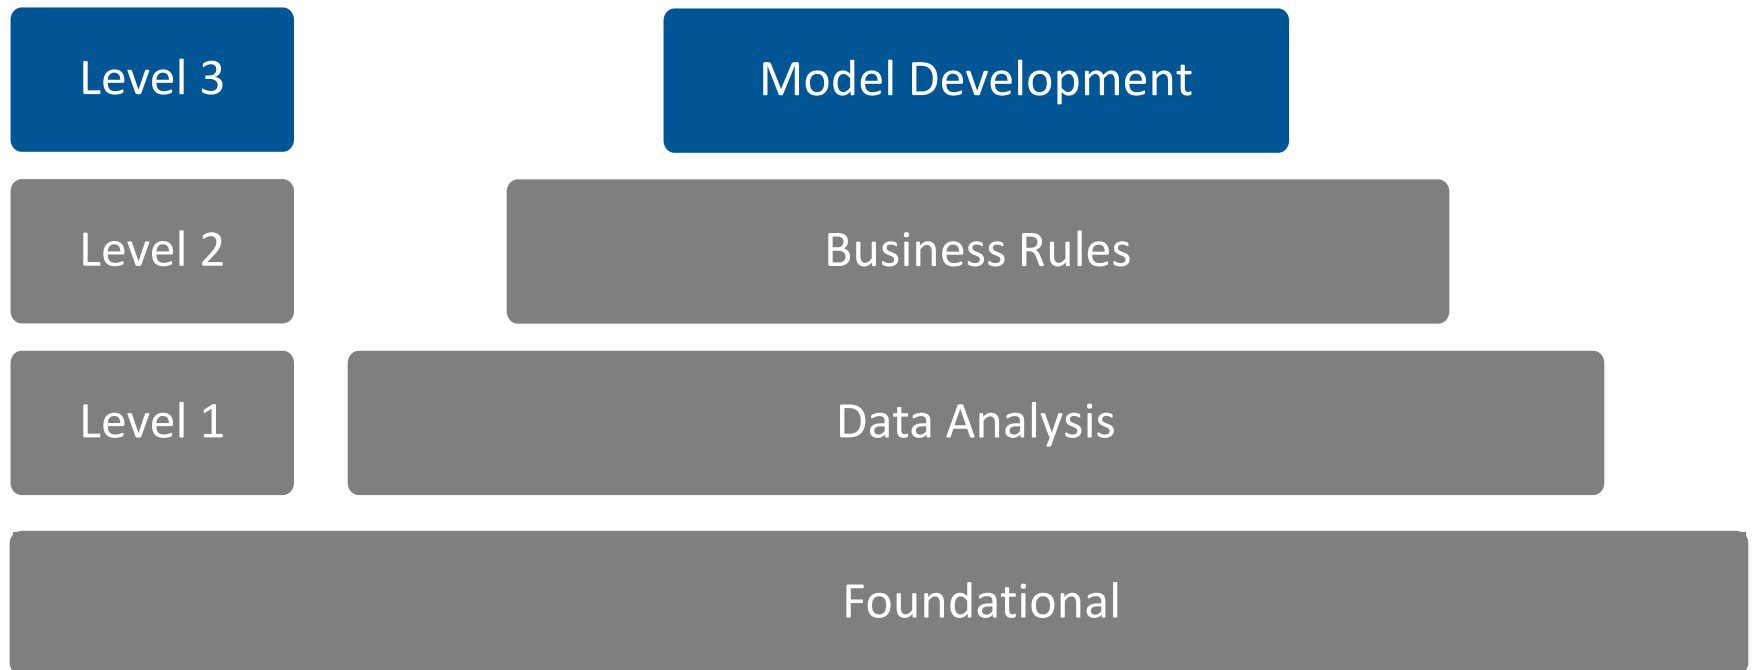 Level 3
Model Development
Level 2
Business Rules
Level 1
Data Analysis
Foundational